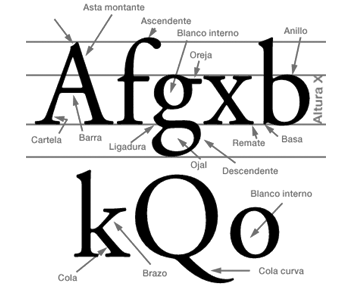 Asta montante
Ascendente
Blanco interno
Anillo
Oreja
Afgxb
Altura X
Cartela
Barra
Ligadura
Ojal
Remate
Basa
Descendente
kQo
Blanco interno
Cola
Brazo
Cola curva